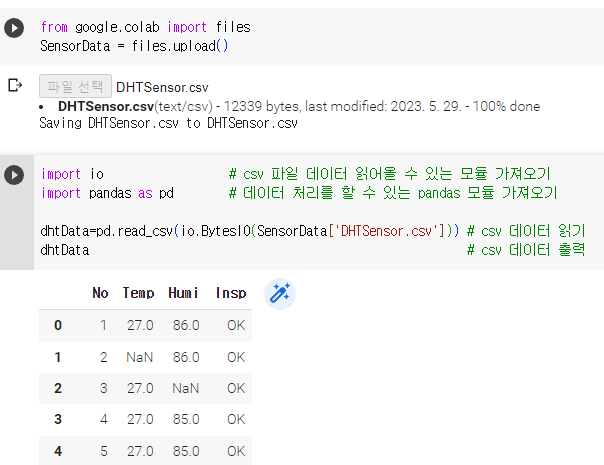 from google.colab import files
SensorData = files.upload()
파일 선택 DHTSensor.csv
• DHTSensor.csv(text/csv) - 12339 bytes, last modified: 2023. 5. 29. - 100% done
Saving DHTSensor.csv to DHTSensor.csv
import io # csv 파일 데이터 읽어올 수 있는 모듈 가져오기
import pandas as pd # 데이터 처리를 할 수 있는 pandas 모듈 가져오기
dhtData=pd.read_csv(io.BytesIO(SensorData['DHTSensor.csv'])) # csv 데이터 읽기
dhtData # csv 데이터 출력
No Temp Humi Insp
0 1 27.0 86.0 OK
1 2 NaN 86.0 OK
2 3 27.0 NaN OK
3 4 27.0 85.0 OK
4 5 27.0 85.0 OK